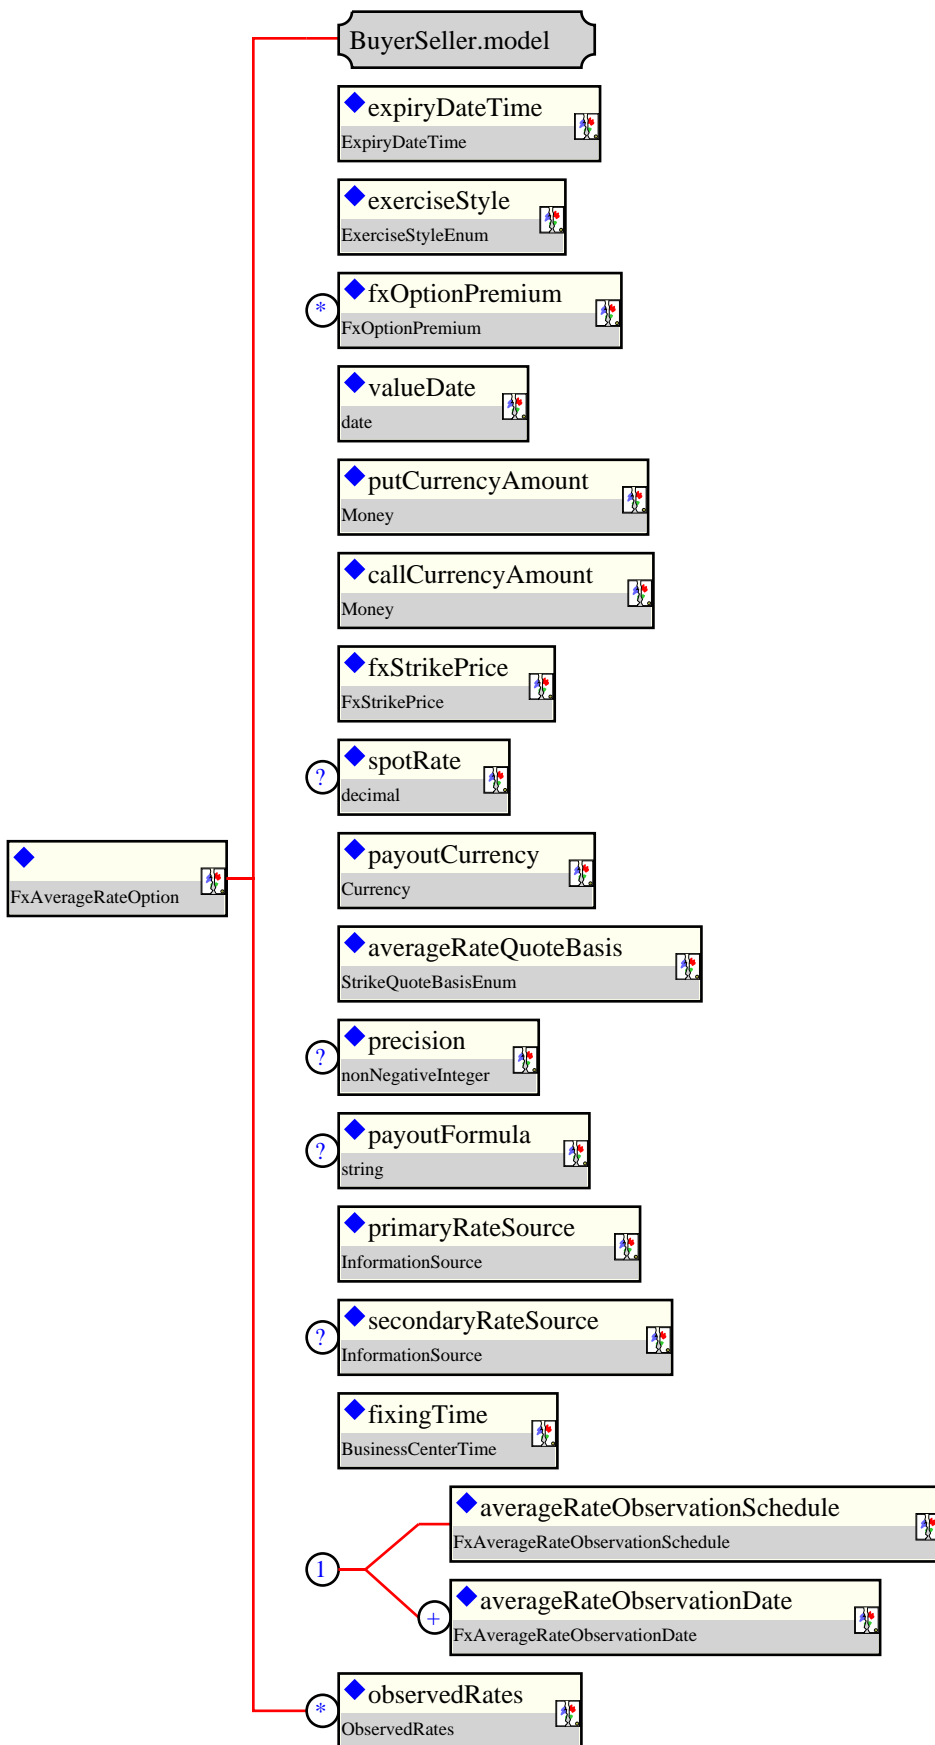 BuyerSeller.model
expiryDateTime
ExpiryDateTime
exerciseStyle
ExerciseStyleEnum
*
fxOptionPremium
FxOptionPremium
valueDate
date
putCurrencyAmount
Money
callCurrencyAmount
Money
fxStrikePrice
FxStrikePrice
?
spotRate
decimal
FxAverageRateOption
payoutCurrency
Currency
averageRateQuoteBasis
StrikeQuoteBasisEnum
?
precision
nonNegativeInteger
?
payoutFormula
string
primaryRateSource
InformationSource
?
secondaryRateSource
InformationSource
fixingTime
BusinessCenterTime
1
averageRateObservationSchedule
FxAverageRateObservationSchedule
+
averageRateObservationDate
FxAverageRateObservationDate
*
observedRates
ObservedRates